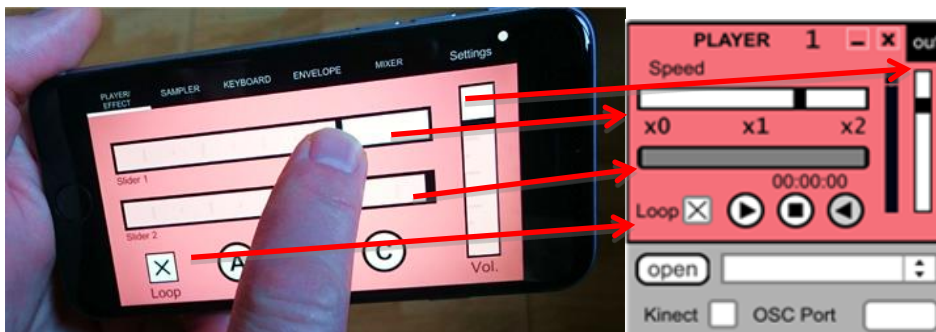 PLAYER/
EFFECT
SAMPLER
KEYBOARD
ENVELOPE
MIXER
Settings
Slider 1
Slider 2
A
C
Loop
Vol.
PLAYER 1
out
Speed
x0 x1 x2
00:00:00
Loop
open
Kinect
OSC Port